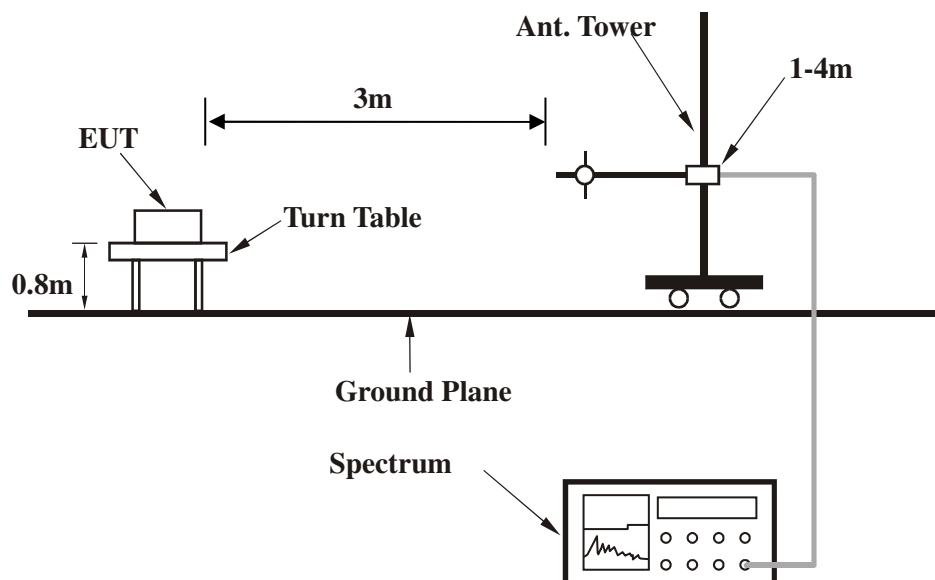 Ant. Tower
1-4m
3m
EUT
Turn Table
0.8m
Ground Plane
Spectrum